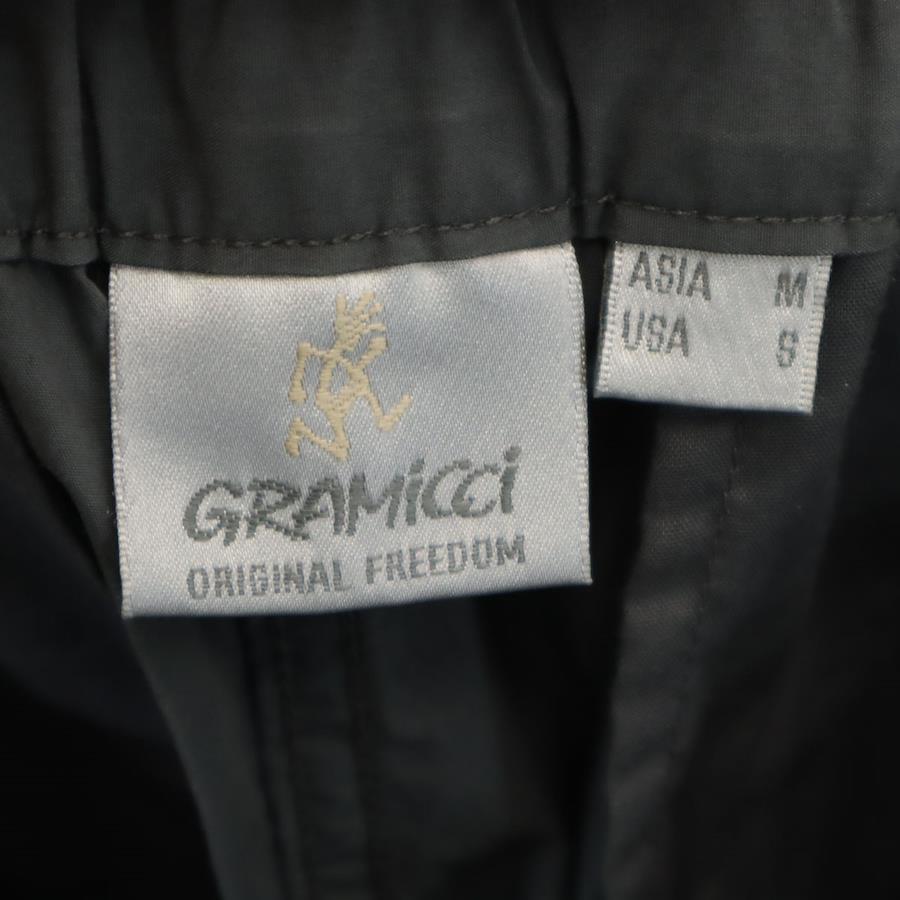 GRAMiCCi
ORIGINAL FREEDOM
ASIA M
USA S